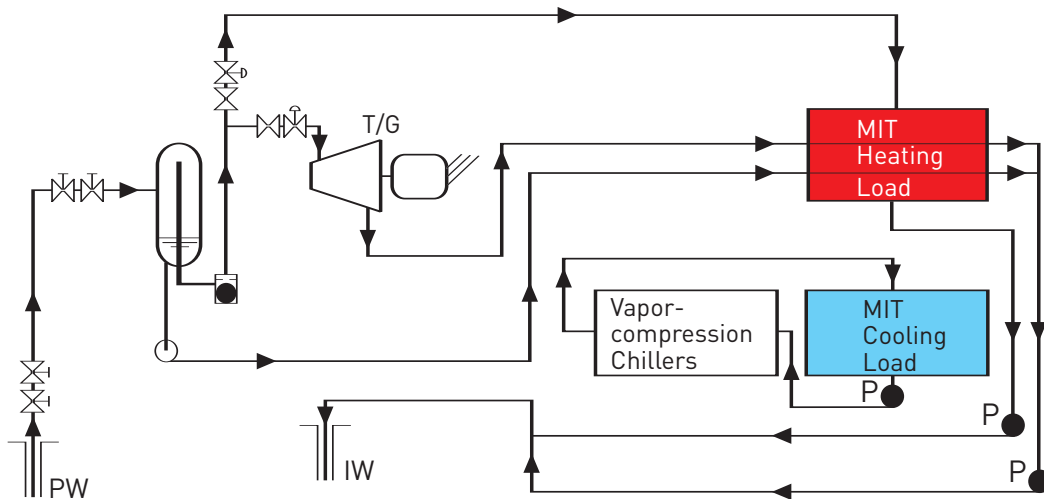 T/G
MIT
Heating
Load
Vapor-
compression
Chillers
MIT
Cooling
Load
P
P
P
PW
IW